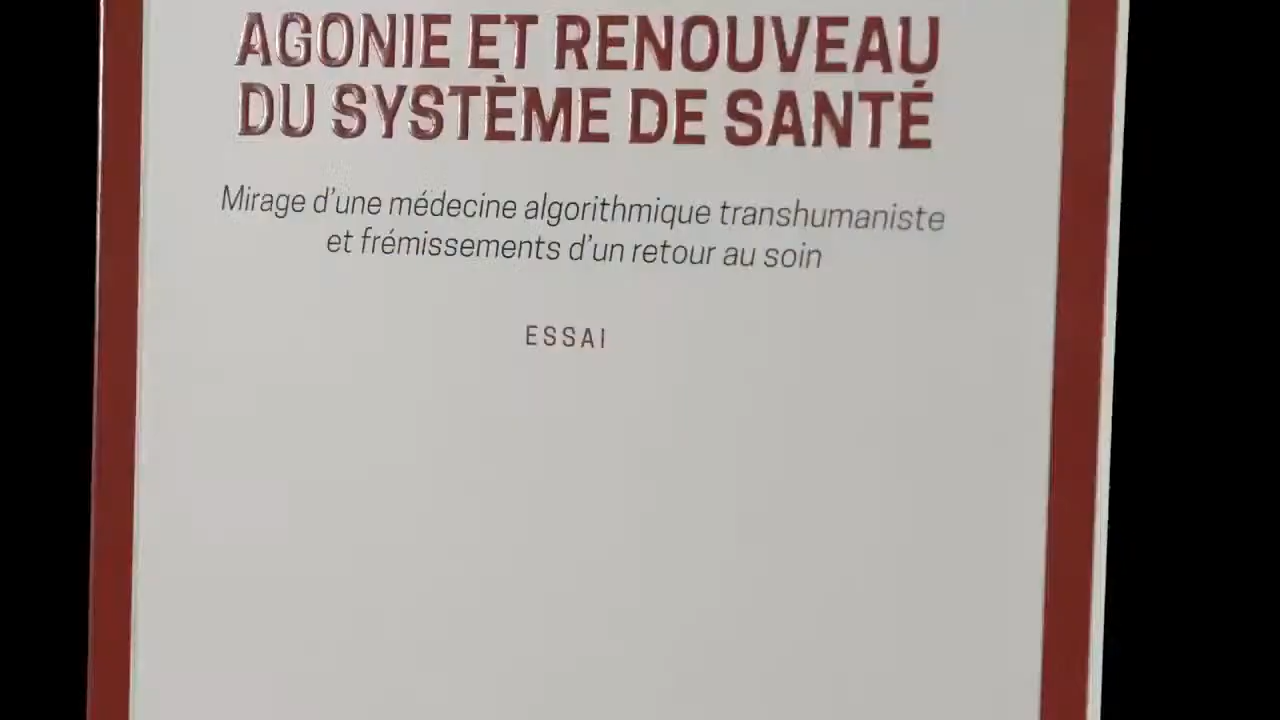 AGONIE ET RENOUVEAU
DU SYSTÈME DE SANTÉ
Mirage d'une médecine algorithmique transhumaniste
et frémissements d'un retour au soin
ESSAI